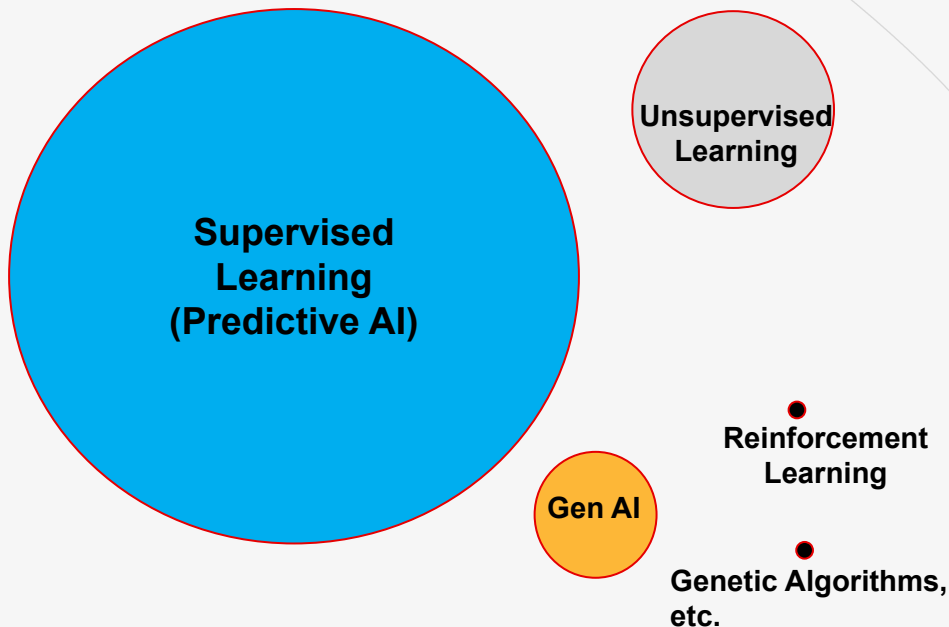 Supervised
Learning
(Predictive AI)
Unsupervised
Learning
Gen AI
Reinforcement
Learning
Genetic Algorithms,
etc.